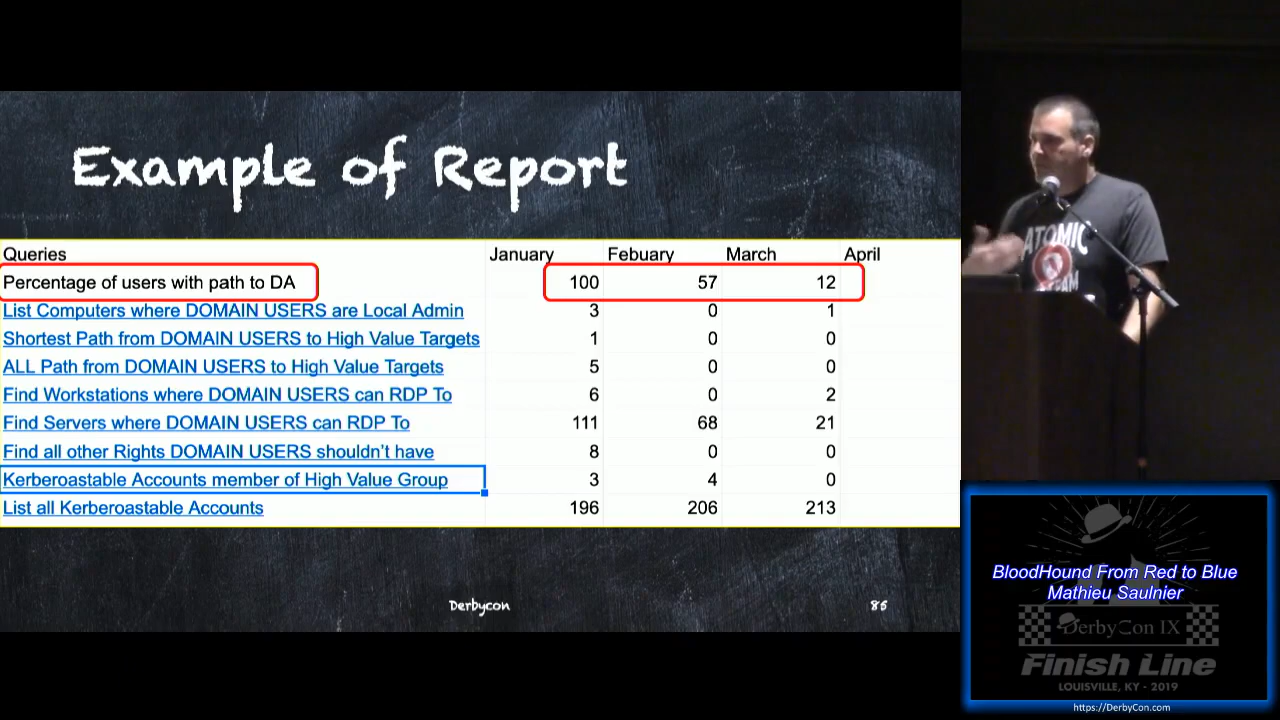 Example of Report
Queries January Febuary March April
Percentage of users with path to DA 100 57 12
List Computers where DOMAIN USERS are Local Admin 3 0 1
Shortest Path from DOMAIN USERS to High Value Targets 1 0 0
ALL Path from DOMAIN USERS to High Value Targets 5 0 0
Find Workstations where DOMAIN USERS can RDP To 6 0 2
Find Servers where DOMAIN USERS can RDP To 111 68 21
Find all other Rights DOMAIN USERS shouldn't have 8 0 0
Kerberoastable Accounts member of High Value Group 3 4 0
List all Kerberoastable Accounts 196 206 213
Derbycon 85
ATOMIC
BloodHound From Red to Blue
Mathieu Saulnier
DerbyCon IX
Finish Line
LOUISVILLE, KY - 2019
https://DerbyCon.com